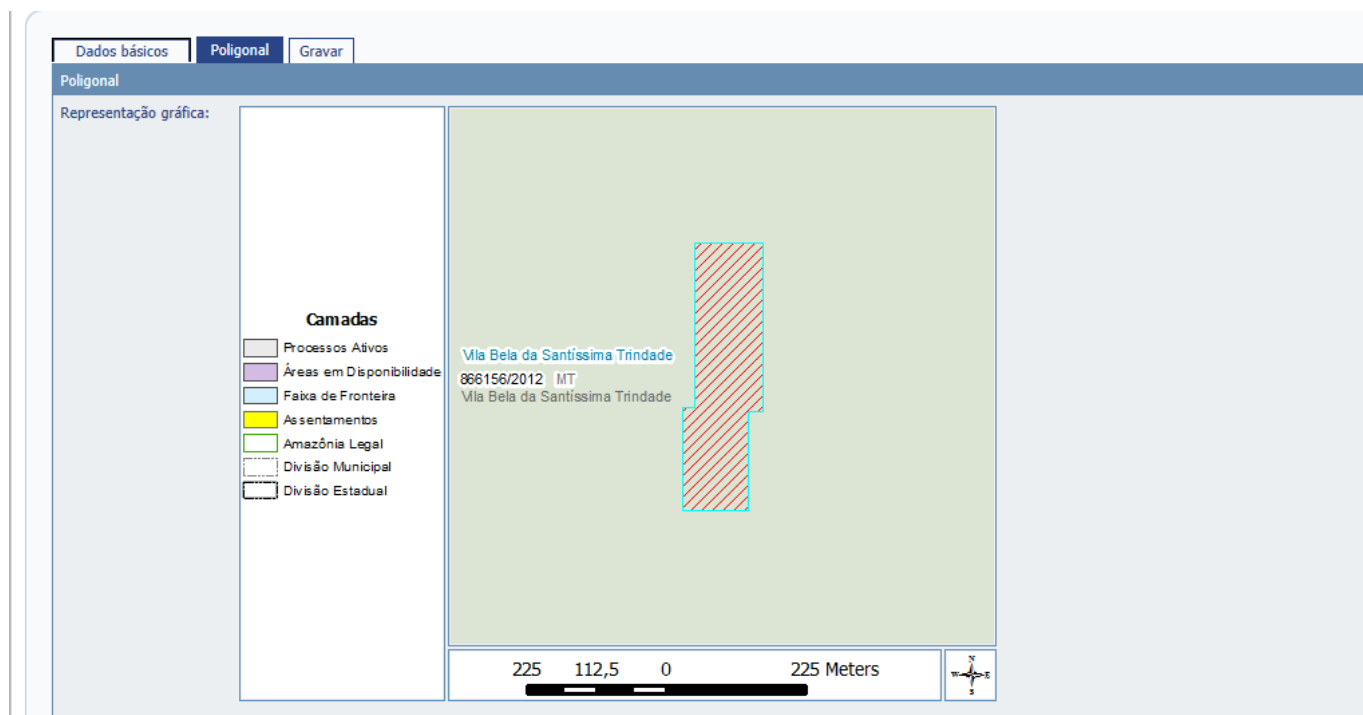 Dados básicos Poligonal Gravar
Poligonal
Representação gráfica:
Camadas
Processos Ativos
Áreas em Disponibilidade
Faixa de Fronteira
Assentamentos
Amazônia Legal
Divisão Municipal
Divisão Estadual
Vila Bela da Santíssima Trindade
866156/2012 MT
Vila Bela da Santíssima Trindade
225 112,5 0 225 Meters
N
W E
S